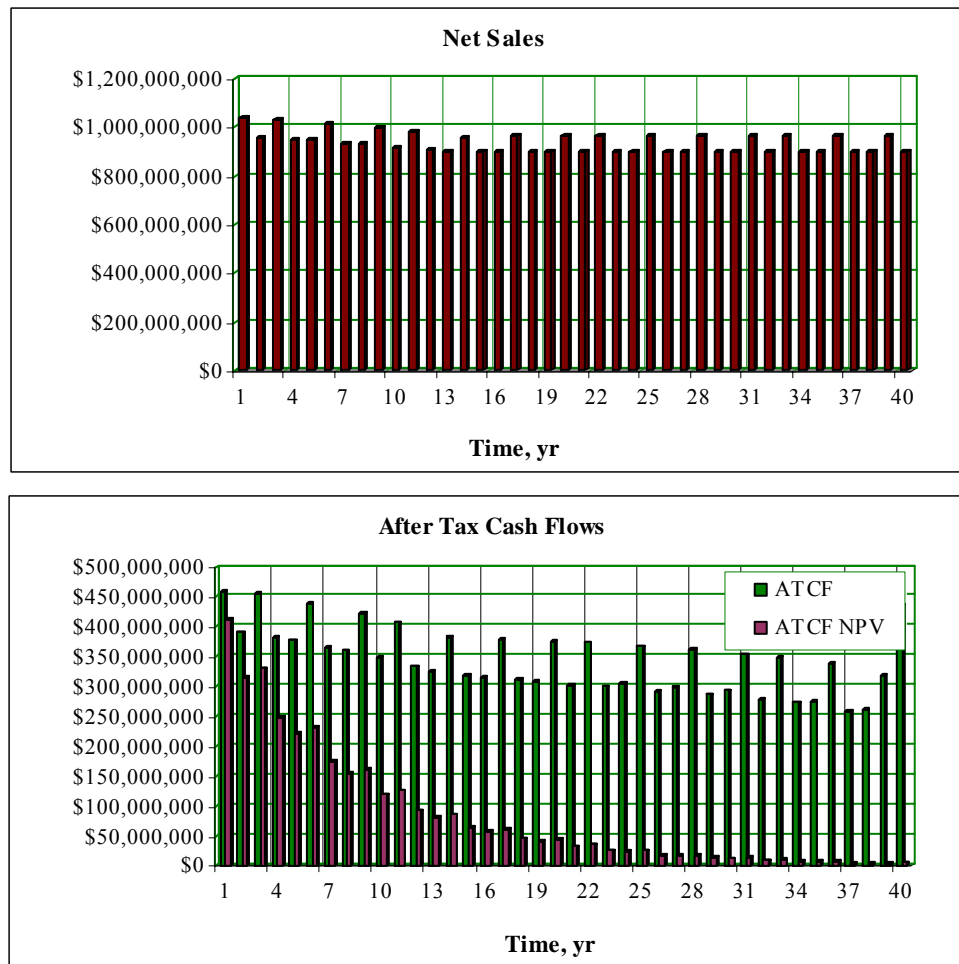 Net Sales
$1,200,000,000
$1,000,000,000
$800,000,000
$600,000,000
$400,000,000
$200,000,000
$0
1 4 7 10 13 16 19 22 25 28 31 34 37 40
Time, yr
After Tax Cash Flows
$500,000,000
$450,000,000
$400,000,000
$350,000,000
$300,000,000
$250,000,000
$200,000,000
$150,000,000
$100,000,000
$50,000,000
$0
ATCF
ATCF NPV
1 4 7 10 13 16 19 22 25 28 31 34 37 40
Time, yr